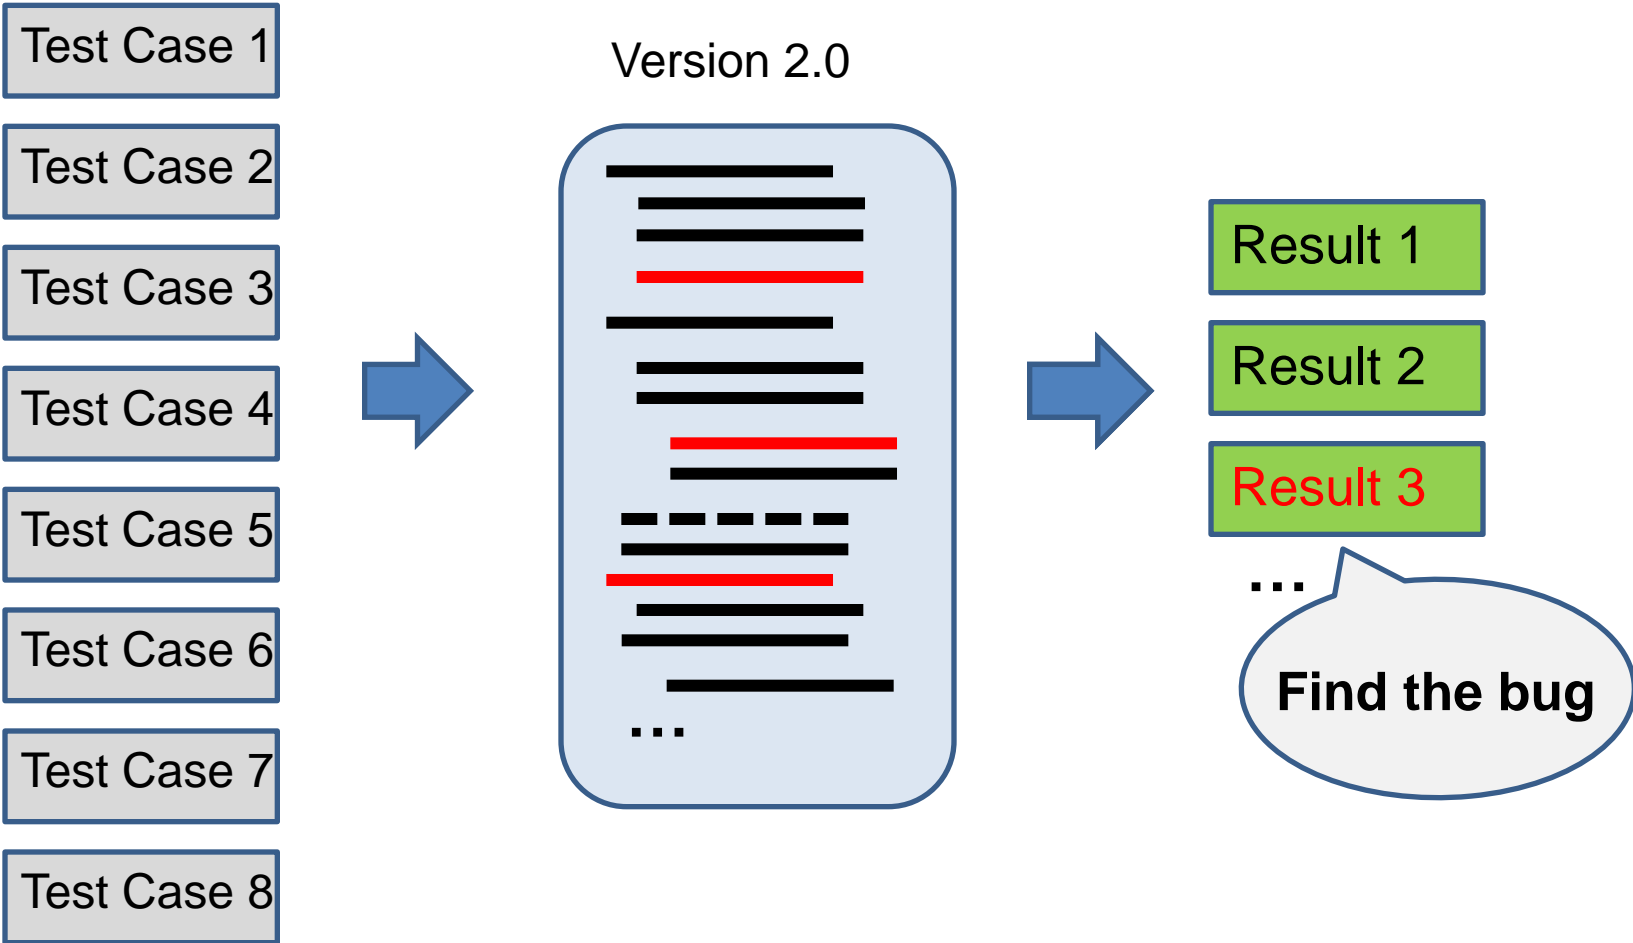 Test Case 1
Test Case 2
Test Case 3
Test Case 4
Test Case 5
Test Case 6
Test Case 7
Test Case 8
Version 2.0
...
Result 1
Result 2
Result 3
...
Find the bug